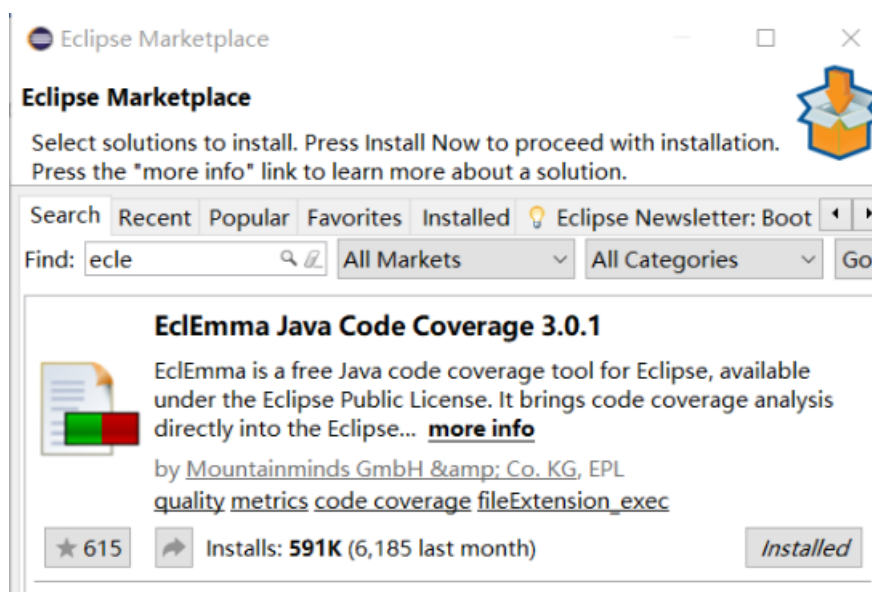 Eclipse Marketplace
Eclipse Marketplace
Select solutions to install. Press Install Now to proceed with installation.
Press the "more info" link to learn more about a solution.
Search Recent Popular Favorites Installed Eclipse Newsletter: Boot
Find: ecle All Markets All Categories Go
EclEmma Java Code Coverage 3.0.1
EclEmma is a free Java code coverage tool for Eclipse, available
under the Eclipse Public License. It brings code coverage analysis
directly into the Eclipse... more info
by Mountainminds GmbH &amp; Co. KG, EPL
quality metrics code coverage fileExtension_exec
615 Installs: 591K (6,185 last month) Installed